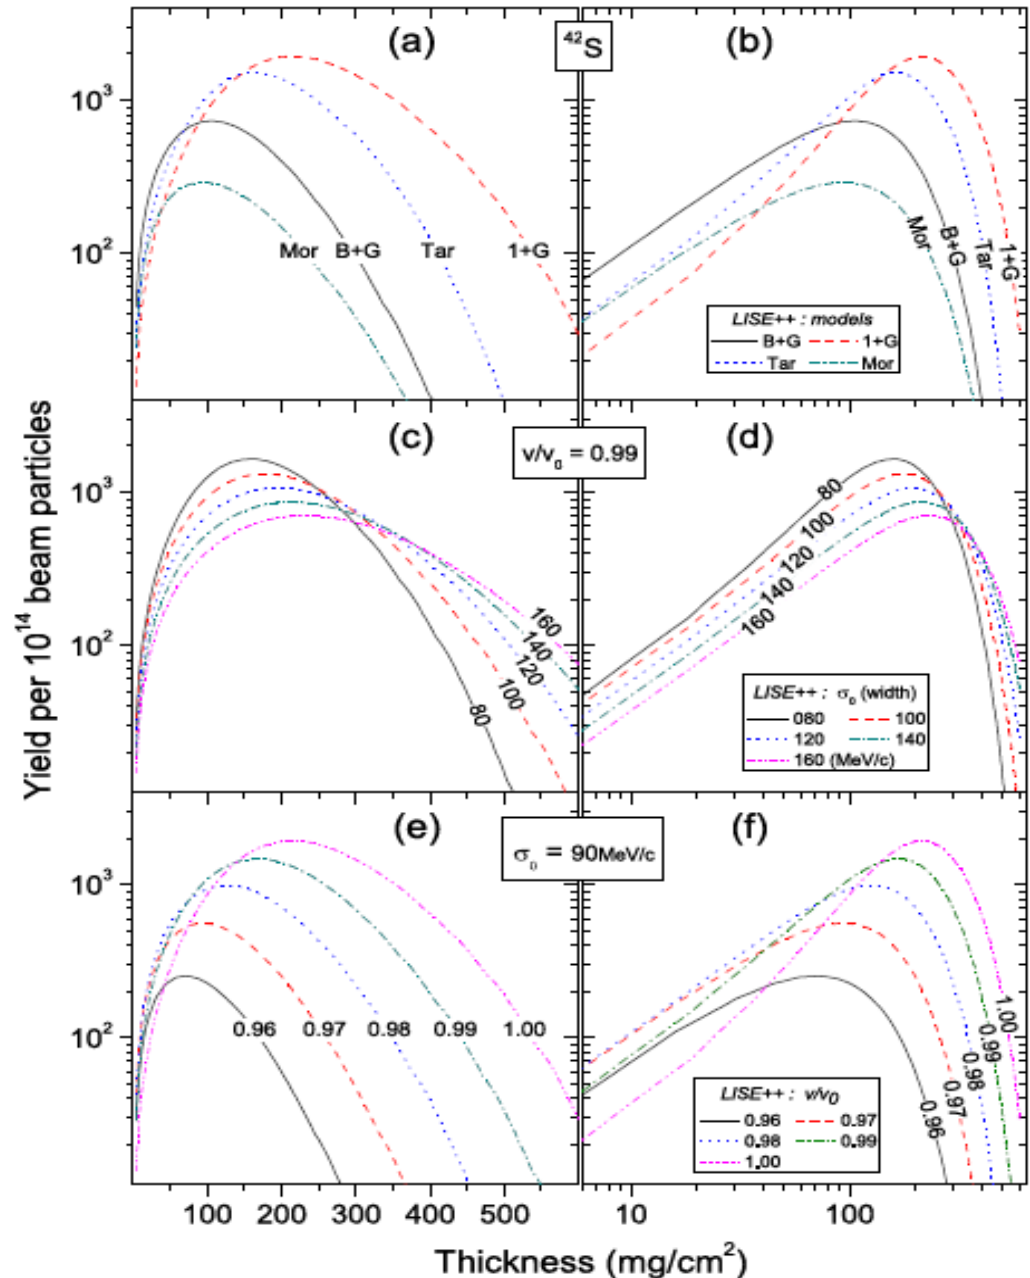 (a)
⁴²S
(b)
10³
10²
Mor
B+G
Tar
1+G
Mor
B+G
Tar
1+G
LISE++ : models
B+G
1+G
Tar
Mor
(c)
v/v₀ = 0.99
(d)
10³
10²
80
100
120
140
160
80
100
120
140
160
LISE++ : σ₀ (width)
080
100
120
140
160 (MeV/c)
(e)
σ₀ = 90MeV/c
(f)
10³
10²
0.96
0.97
0.98
0.99
1.00
0.96
0.97
0.98
0.99
1.00
LISE++ : v/v₀
0.96
0.97
0.98
0.99
1.00
100 200 300 400 500
10 100
Yield per 10¹⁴ beam particles
Thickness (mg/cm²)